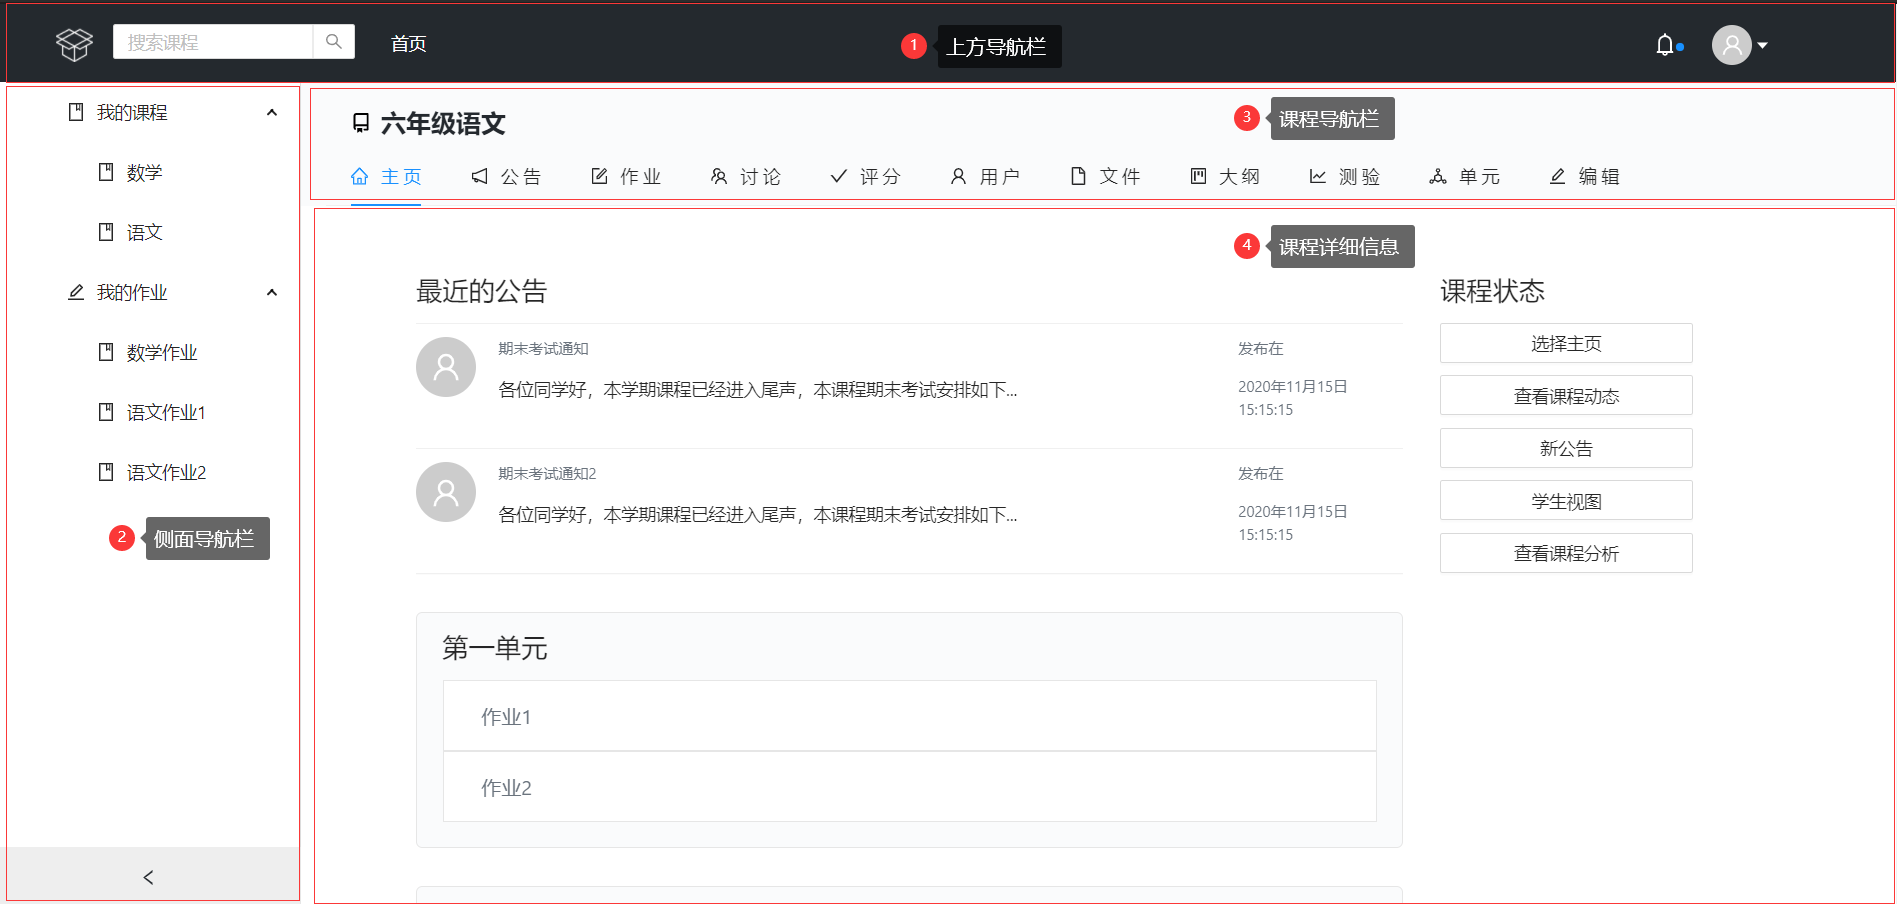 搜索课程
首页
1
上方导航栏
我的课程
数学
语文
我的作业
数学作业
语文作业1
语文作业2
2
侧面导航栏
六年级语文
3
课程导航栏
主页
公告
作业
讨论
评分
用户
文件
大纲
测验
单元
编辑
4
课程详细信息
最近的公告
期末考试通知
发布在
各位同学好，本学期课程已经进入尾声，本课程期末考试安排如下...
2020年11月15日
15:15:15
期末考试通知2
发布在
各位同学好，本学期课程已经进入尾声，本课程期末考试安排如下...
2020年11月15日
15:15:15
第一单元
作业1
作业2
课程状态
选择主页
查看课程动态
新公告
学生视图
查看课程分析